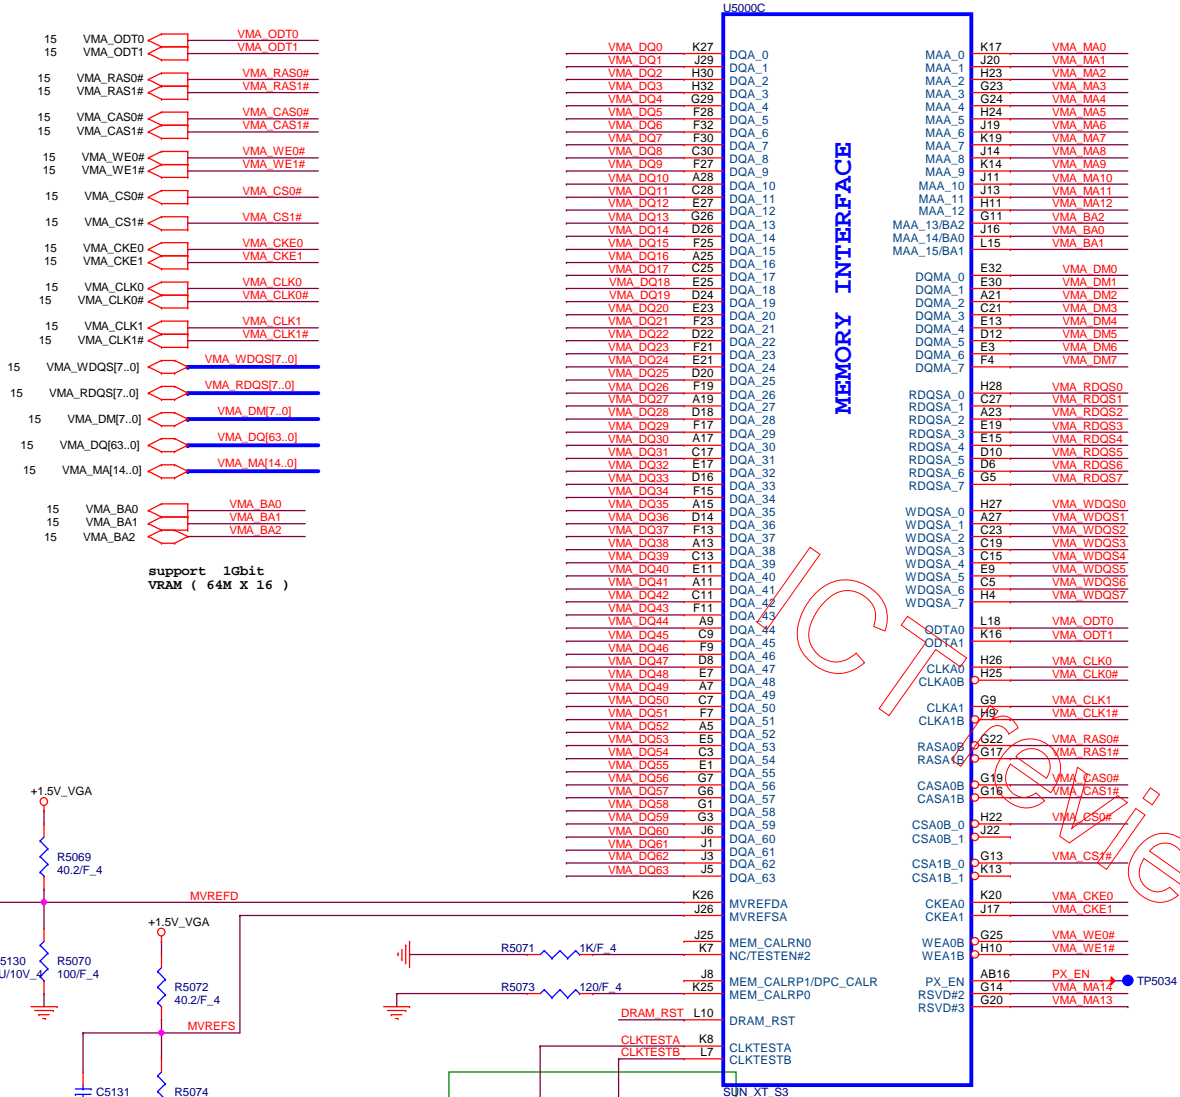 U5000C
15 VMA_ODT0 VMA_ODT0
15 VMA_ODT1 VMA_ODT1
15 VMA_RAS0# VMA_RAS0#
15 VMA_RAS1# VMA_RAS1#
15 VMA_CAS0# VMA_CAS0#
15 VMA_CAS1# VMA_CAS1#
15 VMA_WE0# VMA_WE0#
15 VMA_WE1# VMA_WE1#
15 VMA_CS0# VMA_CS0#
15 VMA_CS1# VMA_CS1#
15 VMA_CKE0 VMA_CKE0
15 VMA_CKE1 VMA_CKE1
15 VMA_CLK0 VMA_CLK0
15 VMA_CLK0# VMA_CLK0#
15 VMA_CLK1 VMA_CLK1
15 VMA_CLK1# VMA_CLK1#
15 VMA_WDQS[7..0] VMA_WDQS[7..0]
15 VMA_RDQS[7..0] VMA_RDQS[7..0]
15 VMA_DM[7..0] VMA_DM[7..0]
15 VMA_DQ[63..0] VMA_DQ[63..0]
15 VMA_MA[14..0] VMA_MA[14..0]
15 VMA_BA0 VMA_BA0
15 VMA_BA1 VMA_BA1
15 VMA_BA2 VMA_BA2
support 1Gbit
VRAM ( 64M X 16 )
VMA_DQ0 K27 DQA_0
VMA_DQ1 J29 DQA_1
VMA_DQ2 H30 DQA_2
VMA_DQ3 H32 DQA_3
VMA_DQ4 G29 DQA_4
VMA_DQ5 F28 DQA_5
VMA_DQ6 F32 DQA_6
VMA_DQ7 F30 DQA_7
VMA_DQ8 C30 DQA_8
VMA_DQ9 F27 DQA_9
VMA_DQ10 A28 DQA_10
VMA_DQ11 C28 DQA_11
VMA_DQ12 E27 DQA_12
VMA_DQ13 G26 DQA_13
VMA_DQ14 D26 DQA_14
VMA_DQ15 F25 DQA_15
VMA_DQ16 A25 DQA_16
VMA_DQ17 C25 DQA_17
VMA_DQ18 E25 DQA_18
VMA_DQ19 D24 DQA_19
VMA_DQ20 E23 DQA_20
VMA_DQ21 F23 DQA_21
VMA_DQ22 D22 DQA_22
VMA_DQ23 F21 DQA_23
VMA_DQ24 E21 DQA_24
VMA_DQ25 D20 DQA_25
VMA_DQ26 F19 DQA_26
VMA_DQ27 A19 DQA_27
VMA_DQ28 D18 DQA_28
VMA_DQ29 F17 DQA_29
VMA_DQ30 A17 DQA_30
VMA_DQ31 C17 DQA_31
VMA_DQ32 E17 DQA_32
VMA_DQ33 D16 DQA_33
VMA_DQ34 F15 DQA_34
VMA_DQ35 A15 DQA_35
VMA_DQ36 D14 DQA_36
VMA_DQ37 F13 DQA_37
VMA_DQ38 A13 DQA_38
VMA_DQ39 C13 DQA_39
VMA_DQ40 E11 DQA_40
VMA_DQ41 A11 DQA_41
VMA_DQ42 C11 DQA_42
VMA_DQ43 F11 DQA_43
VMA_DQ44 A9 DQA_44
VMA_DQ45 C9 DQA_45
VMA_DQ46 F9 DQA_46
VMA_DQ47 D8 DQA_47
VMA_DQ48 E7 DQA_48
VMA_DQ49 A7 DQA_49
VMA_DQ50 C7 DQA_50
VMA_DQ51 F7 DQA_51
VMA_DQ52 A5 DQA_52
VMA_DQ53 E5 DQA_53
VMA_DQ54 C3 DQA_54
VMA_DQ55 E1 DQA_55
VMA_DQ56 G7 DQA_56
VMA_DQ57 G6 DQA_57
VMA_DQ58 G1 DQA_58
VMA_DQ59 G3 DQA_59
VMA_DQ60 J6 DQA_60
VMA_DQ61 J1 DQA_61
VMA_DQ62 J3 DQA_62
VMA_DQ63 J5 DQA_63
MVREFD K26 MVREFDA
J26 MVREFSA
J25 MEM_CALRN0
R5071 1K/F_4 K7 NC/TESTEN#2
J8 MEM_CALRP1/DPC_CALR
R5073 120/F_4 K25 MEM_CALRP0
DRAM_RST L10 DRAM_RST
CLKTESTA K8 CLKTESTA
CLKTESTB L7 CLKTESTB
MEMORY INTERFACE
MAA_0 K17 VMA_MA0
MAA_1 J20 VMA_MA1
MAA_2 H23 VMA_MA2
MAA_3 G23 VMA_MA3
MAA_4 G24 VMA_MA4
MAA_5 H24 VMA_MA5
MAA_6 J19 VMA_MA6
MAA_7 K19 VMA_MA7
MAA_8 J14 VMA_MA8
MAA_9 K14 VMA_MA9
MAA_10 J11 VMA_MA10
MAA_11 J13 VMA_MA11
MAA_12 H11 VMA_MA12
MAA_13/BA2 G11 VMA_BA2
MAA_14/BA0 J16 VMA_BA0
MAA_15/BA1 L15 VMA_BA1
DQMA_0 E32 VMA_DM0
DQMA_1 E30 VMA_DM1
DQMA_2 A21 VMA_DM2
DQMA_3 C21 VMA_DM3
DQMA_4 E13 VMA_DM4
DQMA_5 D12 VMA_DM5
DQMA_6 E3 VMA_DM6
DQMA_7 F4 VMA_DM7
RDQSA_0 H28 VMA_RDQS0
RDQSA_1 C27 VMA_RDQS1
RDQSA_2 A23 VMA_RDQS2
RDQSA_3 E19 VMA_RDQS3
RDQSA_4 E15 VMA_RDQS4
RDQSA_5 D10 VMA_RDQS5
RDQSA_6 D6 VMA_RDQS6
RDQSA_7 G5 VMA_RDQS7
WDQSA_0 H27 VMA_WDQS0
WDQSA_1 A27 VMA_WDQS1
WDQSA_2 C23 VMA_WDQS2
WDQSA_3 C19 VMA_WDQS3
WDQSA_4 C15 VMA_WDQS4
WDQSA_5 E9 VMA_WDQS5
WDQSA_6 C5 VMA_WDQS6
WDQSA_7 H4 VMA_WDQS7
ODTA0 L18 VMA_ODT0
ODTA1 K16 VMA_ODT1
CLKA0 H26 VMA_CLK0
CLKA0B H25 VMA_CLK0#
CLKA1 G9 VMA_CLK1
CLKA1B H9 VMA_CLK1#
RASA0B G22 VMA_RAS0#
RASA1B G17 VMA_RAS1#
CASA0B G19 VMA_CAS0#
CASA1B G16 VMA_CAS1#
CSA0B_0 H22 VMA_CS0#
CSA0B_1 J22
CSA1B_0 G13 VMA_CS1#
CSA1B_1 K13
CKEA0 K20 VMA_CKE0
CKEA1 J17 VMA_CKE1
WEA0B G25 VMA_WE0#
WEA1B H10 VMA_WE1#
PX_EN AB16 PX_EN TP5034
RSVD#2 G14 VMA_MA14
RSVD#3 G20 VMA_MA13
SUN_XT_S3
+1.5V_VGA
R5069
40.2/F_4
5130 R5070
U/10V_4 100/F_4
+1.5V_VGA
R5072
40.2/F_4
MVREFS
C5131 R5074
ICT revie